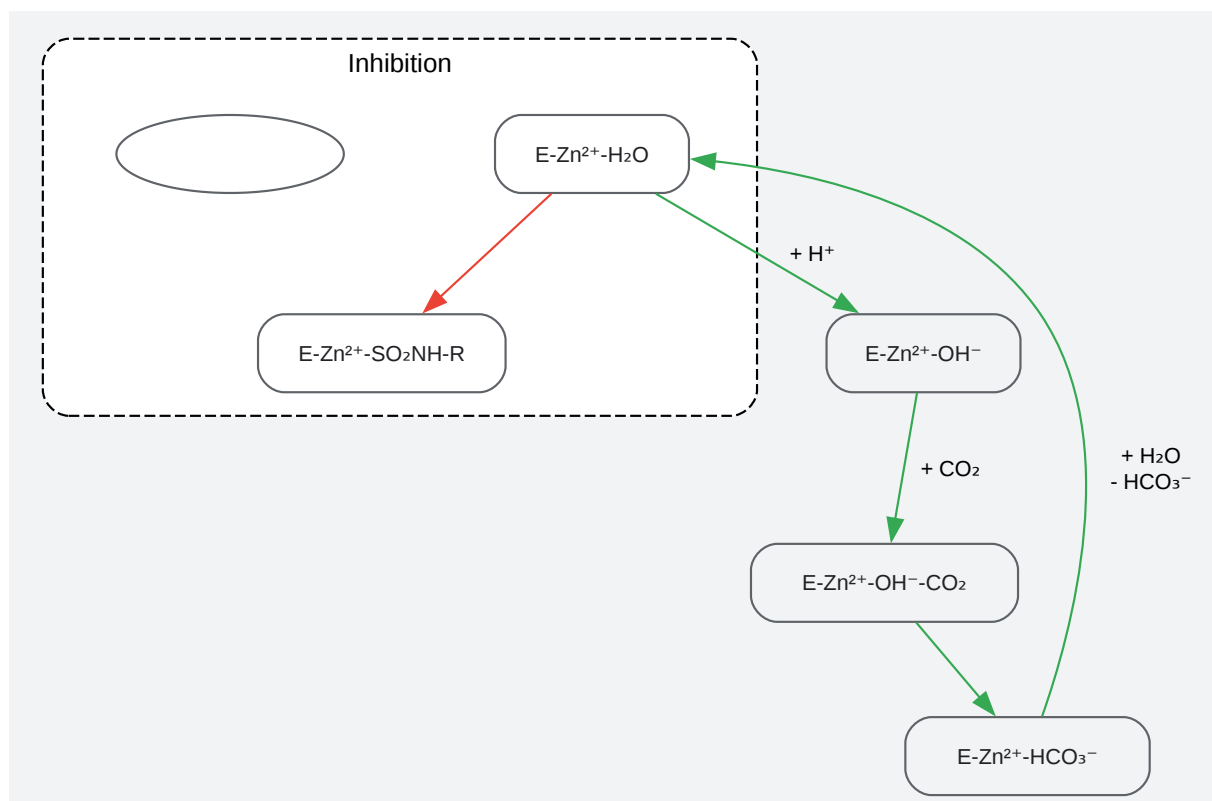 Inhibition
E-Zn²⁺-H₂O
+ H⁺
E-Zn²⁺-SO₂NH-R
E-Zn²⁺-OH⁻
+ CO₂
+ H₂O
- HCO₃⁻
E-Zn²⁺-OH⁻-CO₂
E-Zn²⁺-HCO₃⁻